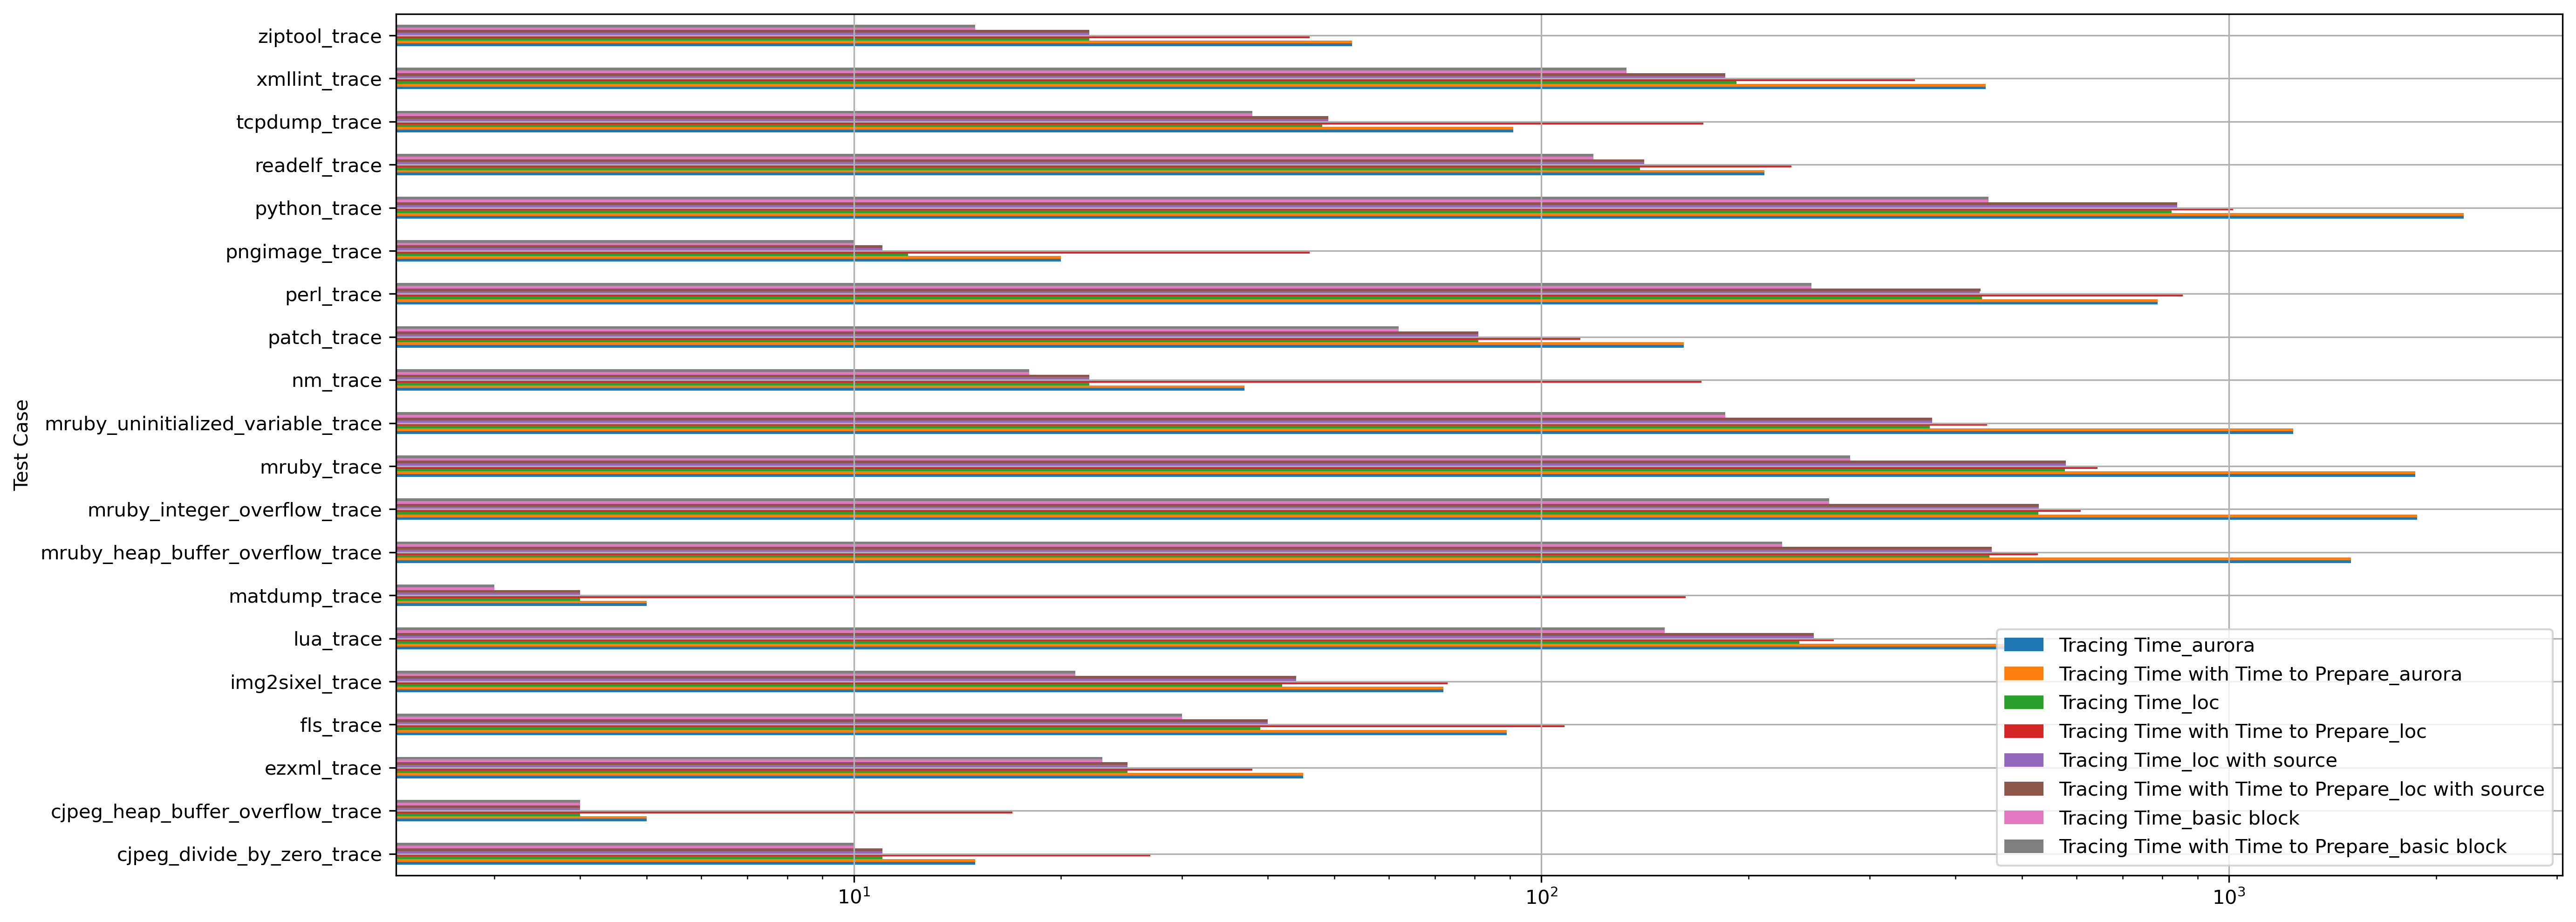 ziptool_trace
xmllint_trace
tcpdump_trace
readelf_trace
python_trace
pngimage_trace
perl_trace
patch_trace
nm_trace
mruby_uninitialized_variable_trace
mruby_trace
mruby_integer_overflow_trace
mruby_heap_buffer_overflow_trace
matdump_trace
lua_trace
img2sixel_trace
fls_trace
ezxml_trace
cjpeg_heap_buffer_overflow_trace
cjpeg_divide_by_zero_trace
Test Case
Tracing Time_aurora
Tracing Time with Time to Prepare_aurora
Tracing Time_loc
Tracing Time with Time to Prepare_loc
Tracing Time_loc with source
Tracing Time with Time to Prepare_loc with source
Tracing Time_basic block
Tracing Time with Time to Prepare_basic block
10¹ 10² 10³